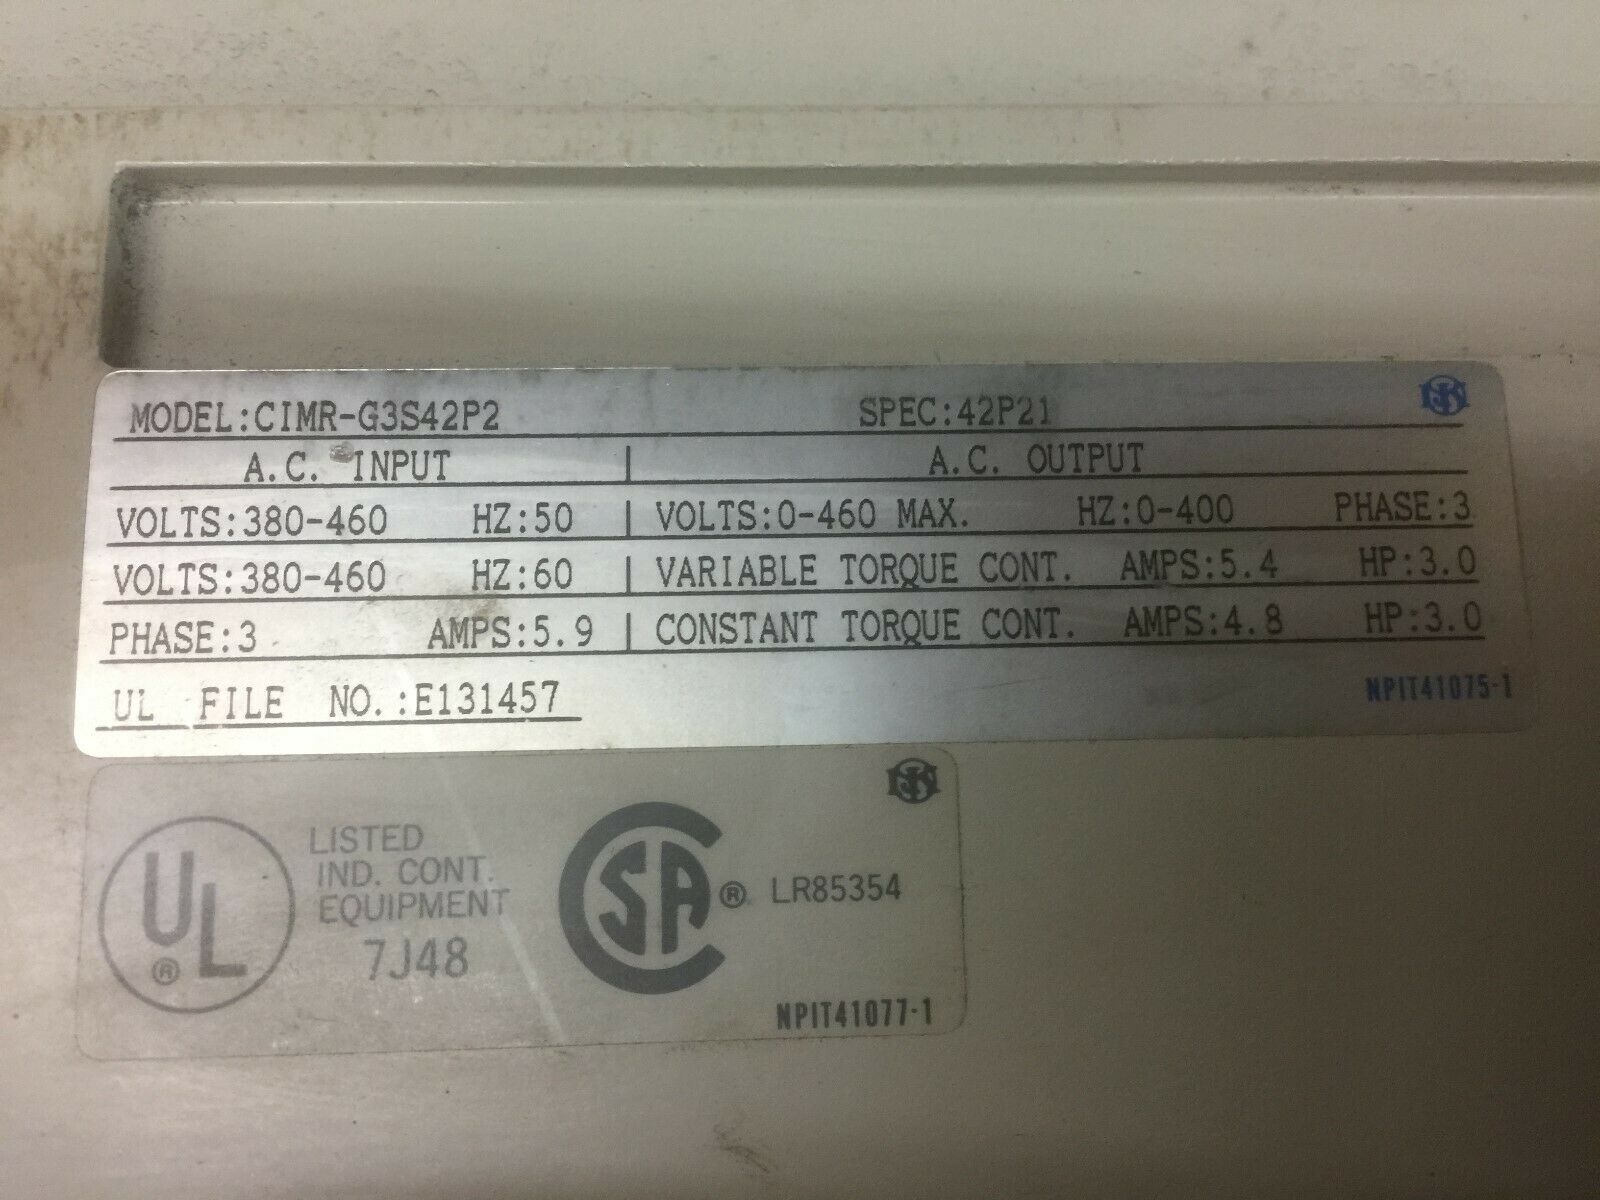 MODEL:CIMR-G3S42P2 SPEC:42P21
A.C. INPUT | A.C. OUTPUT
VOLTS:380-460 HZ:50 | VOLTS:0-460 MAX. HZ:0-400 PHASE:3
VOLTS:380-460 HZ:60 | VARIABLE TORQUE CONT. AMPS:5.4 HP:3.0
PHASE:3 AMPS:5.9 | CONSTANT TORQUE CONT. AMPS:4.8 HP:3.0
UL FILE NO.:E131457
NPIT41075-1
UL ®
LISTED
IND. CONT.
EQUIPMENT
7J48
CSA ® LR85354
NPIT41077-1